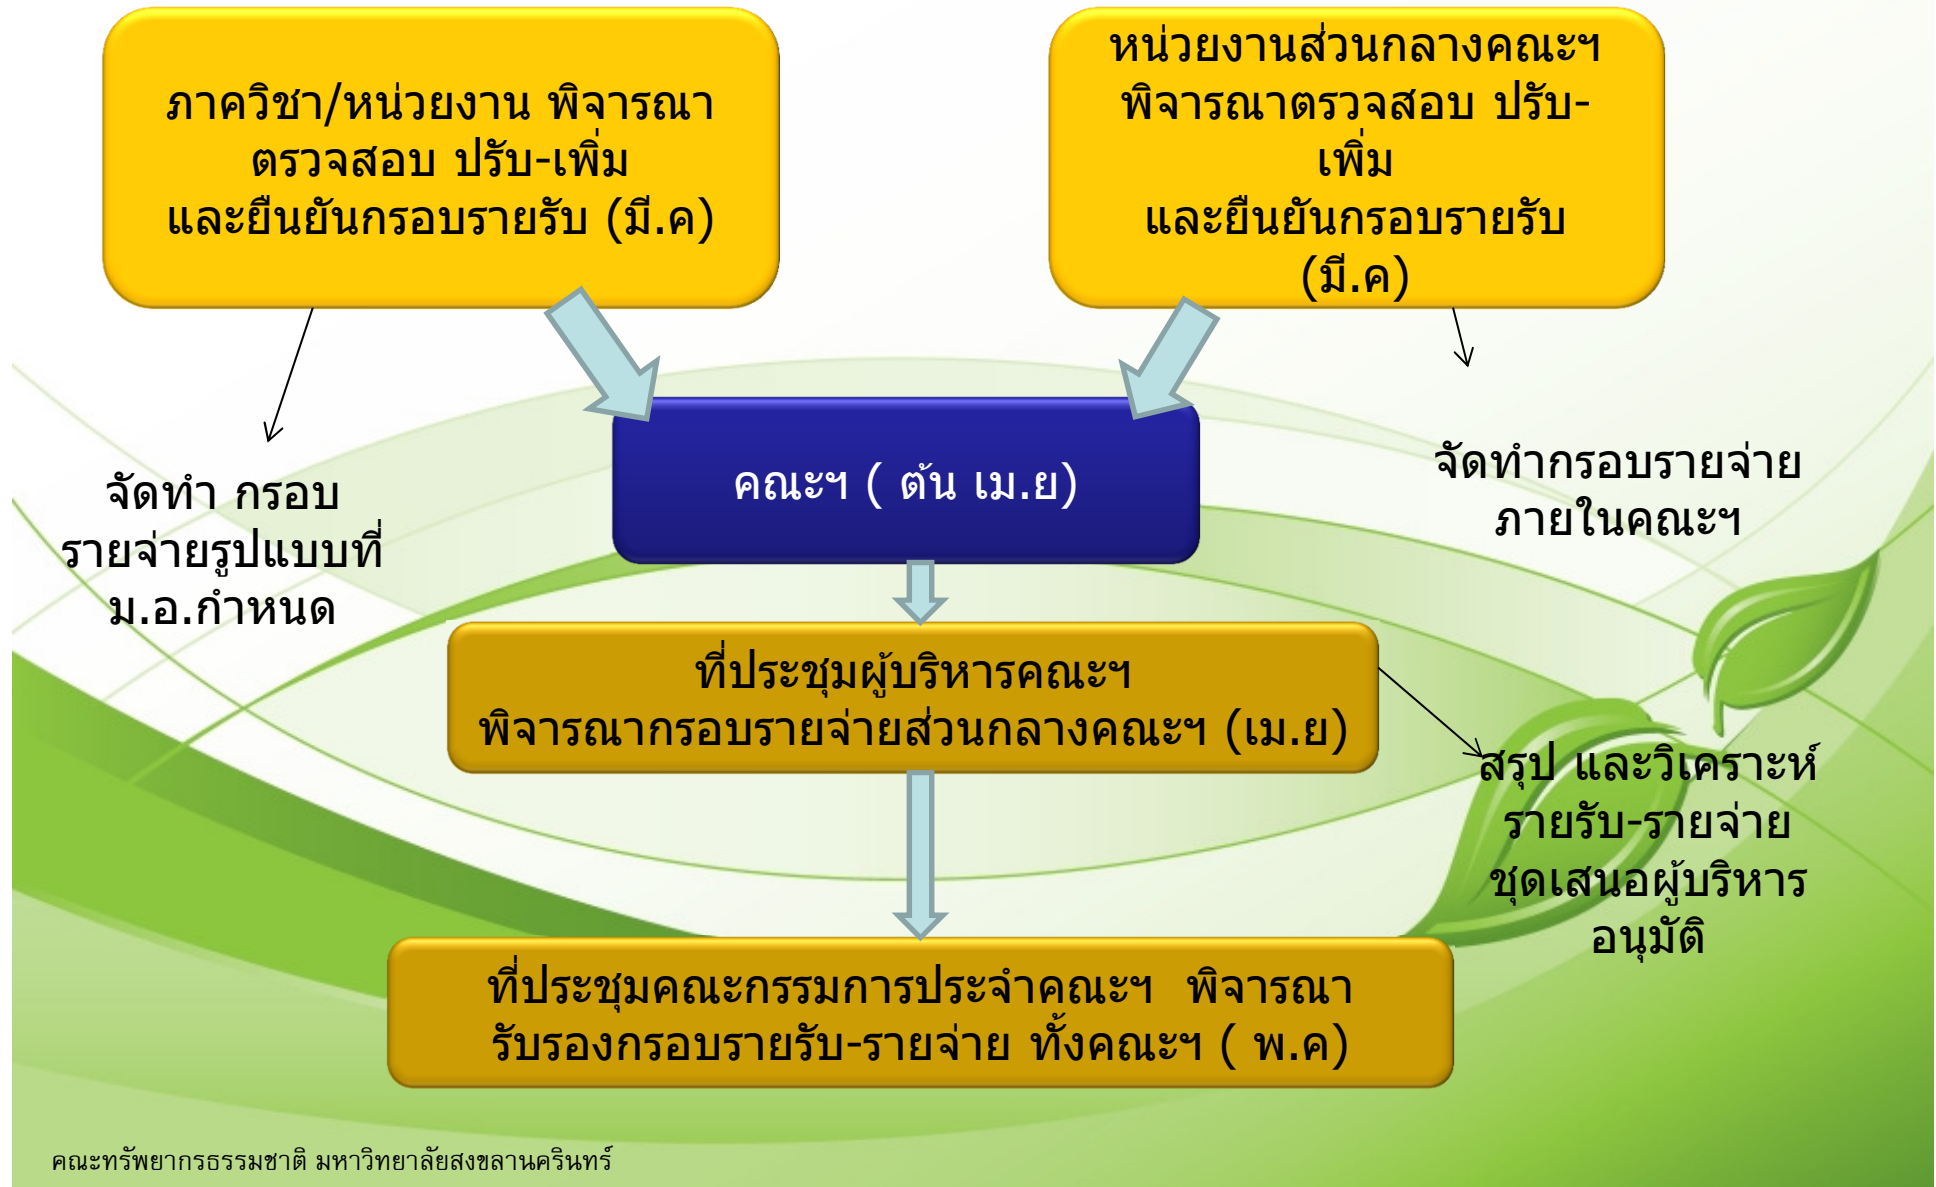 ภาควิชา/หน่วยงาน พิจารณา
ตรวจสอบ ปรับ-เพิ่ม
และยืนยันกรอบรายรับ (มี.ค)
หน่วยงานส่วนกลางคณะฯ
พิจารณาตรวจสอบ ปรับ-
เพิ่ม
และยืนยันกรอบรายรับ
(มี.ค)
คณะฯ ( ต้น เม.ย)
จัดทำ กรอบ
รายจ่ายรูปแบบที่
ม.อ.กำหนด
จัดทำกรอบรายจ่าย
ภายในคณะฯ
ที่ประชุมผู้บริหารคณะฯ
พิจารณากรอบรายจ่ายส่วนกลางคณะฯ (เม.ย)
สรุป และวิเคราะห์
รายรับ-รายจ่าย
ชุดเสนอผู้บริหาร
อนุมัติ
ที่ประชุมคณะกรรมการประจำคณะฯ พิจารณา
รับรองกรอบรายรับ-รายจ่าย ทั้งคณะฯ ( พ.ค)
คณะทรัพยากรธรรมชาติ มหาวิทยาลัยสงขลานครินทร์